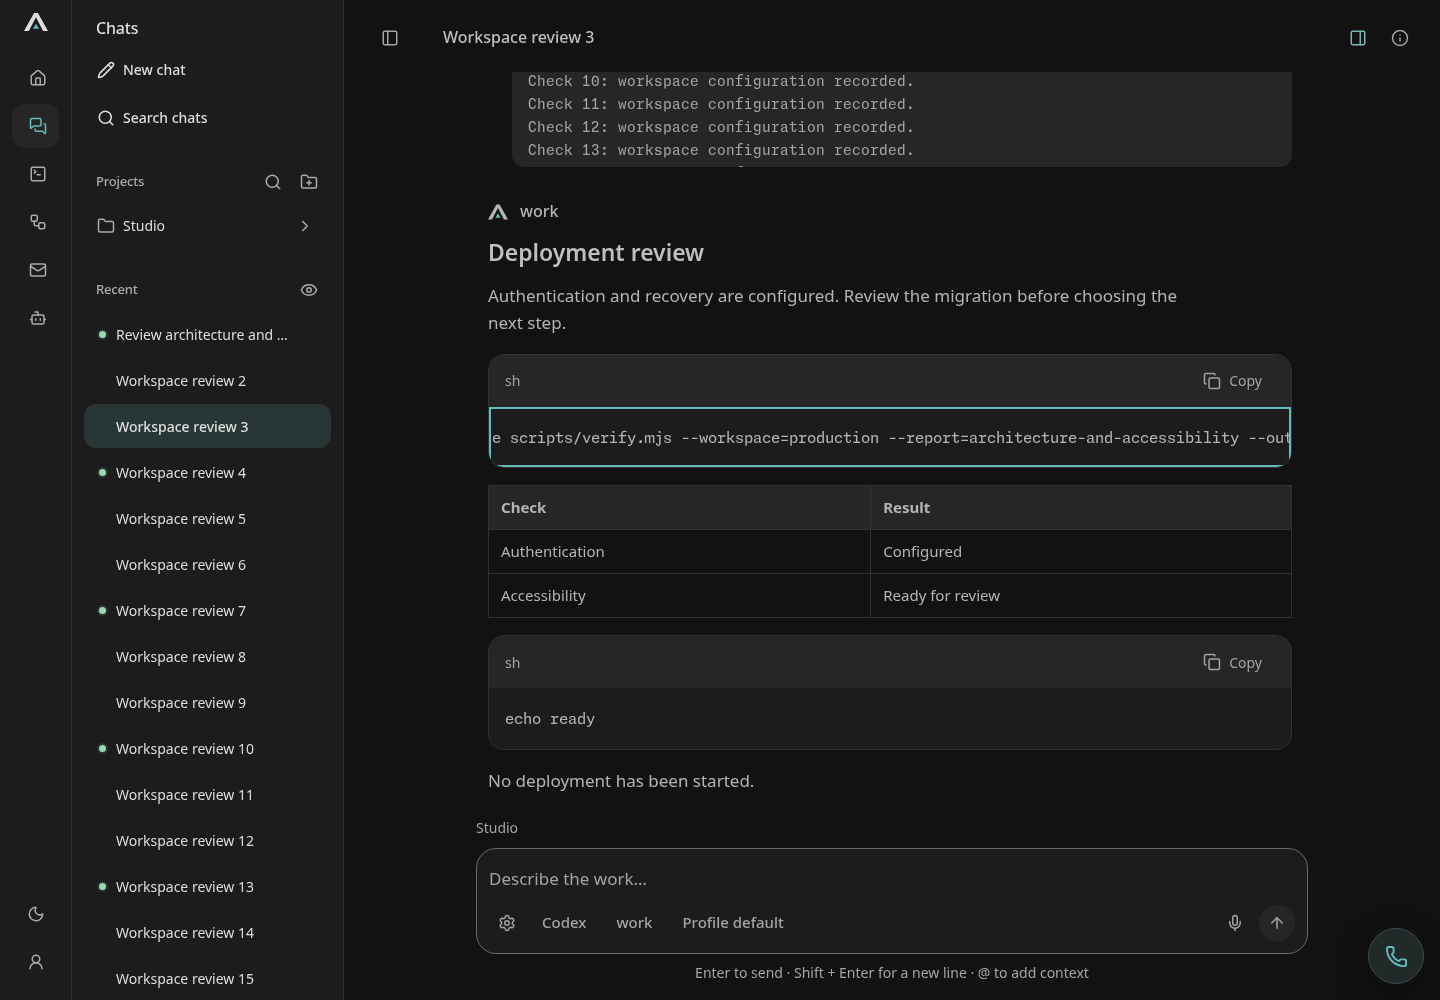 Chats
New chat
Search chats
Projects
Studio
Recent
Review architecture and ...
Workspace review 2
Workspace review 3
Workspace review 4
Workspace review 5
Workspace review 6
Workspace review 7
Workspace review 8
Workspace review 9
Workspace review 10
Workspace review 11
Workspace review 12
Workspace review 13
Workspace review 14
Workspace review 15
Workspace review 3
Check 10: workspace configuration recorded.
Check 11: workspace configuration recorded.
Check 12: workspace configuration recorded.
Check 13: workspace configuration recorded.
work
Deployment review
Authentication and recovery are configured. Review the migration before choosing the
next step.
sh Copy
e scripts/verify.mjs --workspace=production --report=architecture-and-accessibility --out
Check Result
Authentication Configured
Accessibility Ready for review
sh Copy
echo ready
No deployment has been started.
Studio
Describe the work...
Codex work Profile default
Enter to send · Shift + Enter for a new line · @ to add context